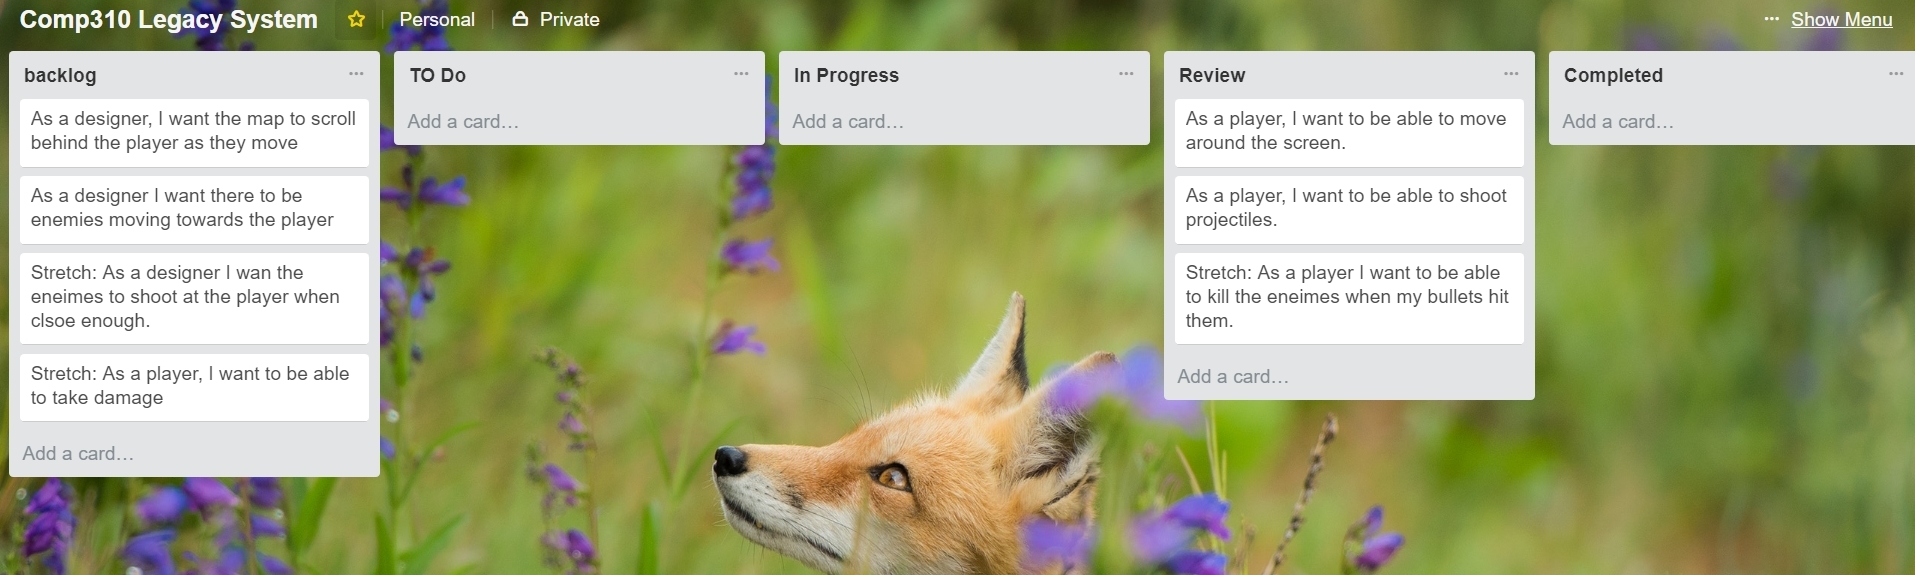 Comp310 Legacy System Personal Private ... Show Menu
backlog ...
As a designer, I want the map to scroll
behind the player as they move
As a designer I want there to be
enemies moving towards the player
Stretch: As a designer I wan the
eneimes to shoot at the player when
clsoe enough.
Stretch: As a player, I want to be able
to take damage
Add a card…
TO Do ...
Add a card…
In Progress ...
Add a card…
Review ...
As a player, I want to be able to move
around the screen.
As a player, I want to be able to shoot
projectiles.
Stretch: As a player I want to be able
to kill the eneimes when my bullets hit
them.
Add a card…
Completed ...
Add a card…